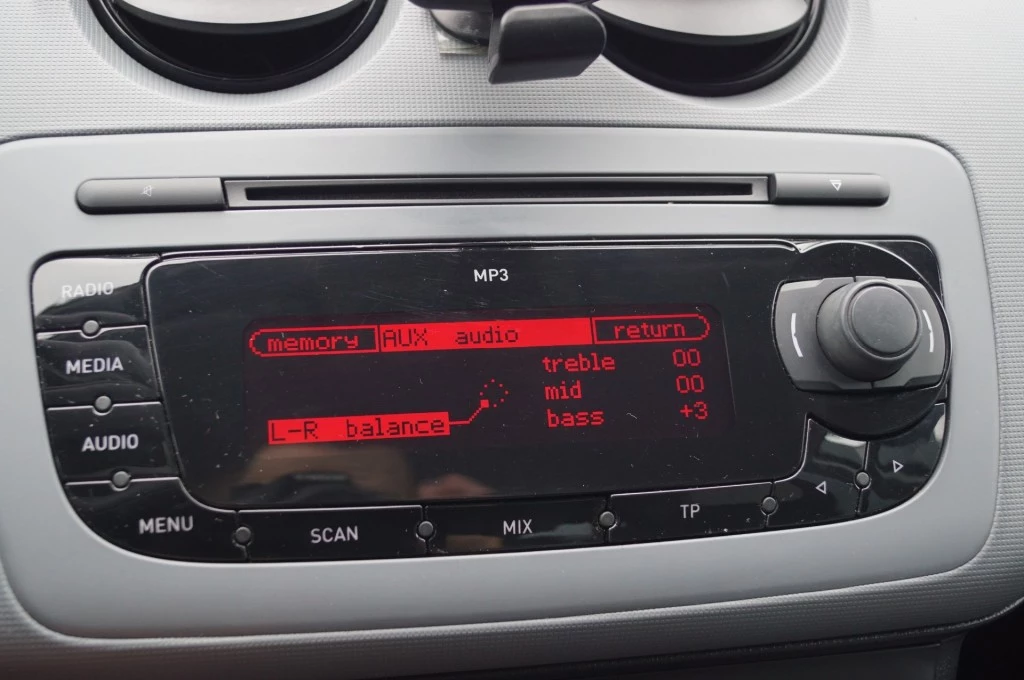 MP3
RADIO
memory AUX audio return
MEDIA
treble 00
mid 00
L-R balance
bass +3
AUDIO
MENU
SCAN
MIX
TP